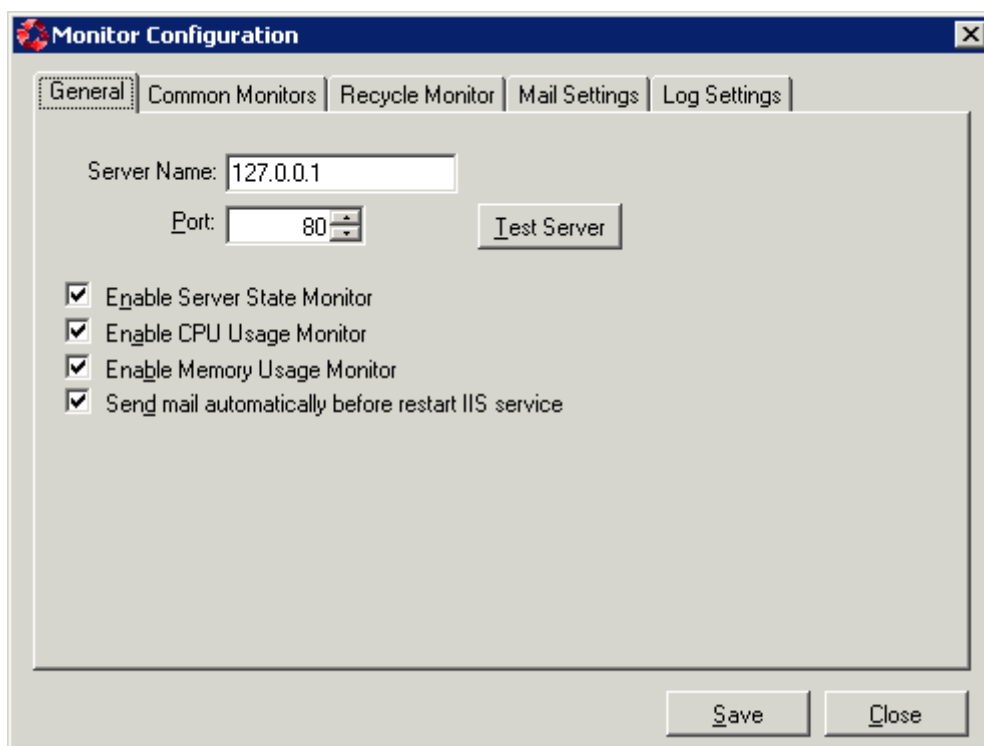 Monitor Configuration
General Common Monitors Recycle Monitor Mail Settings Log Settings
Server Name: 127.0.0.1
Port: 80 Test Server
Enable Server State Monitor
Enable CPU Usage Monitor
Enable Memory Usage Monitor
Send mail automatically before restart IIS service
Save Close